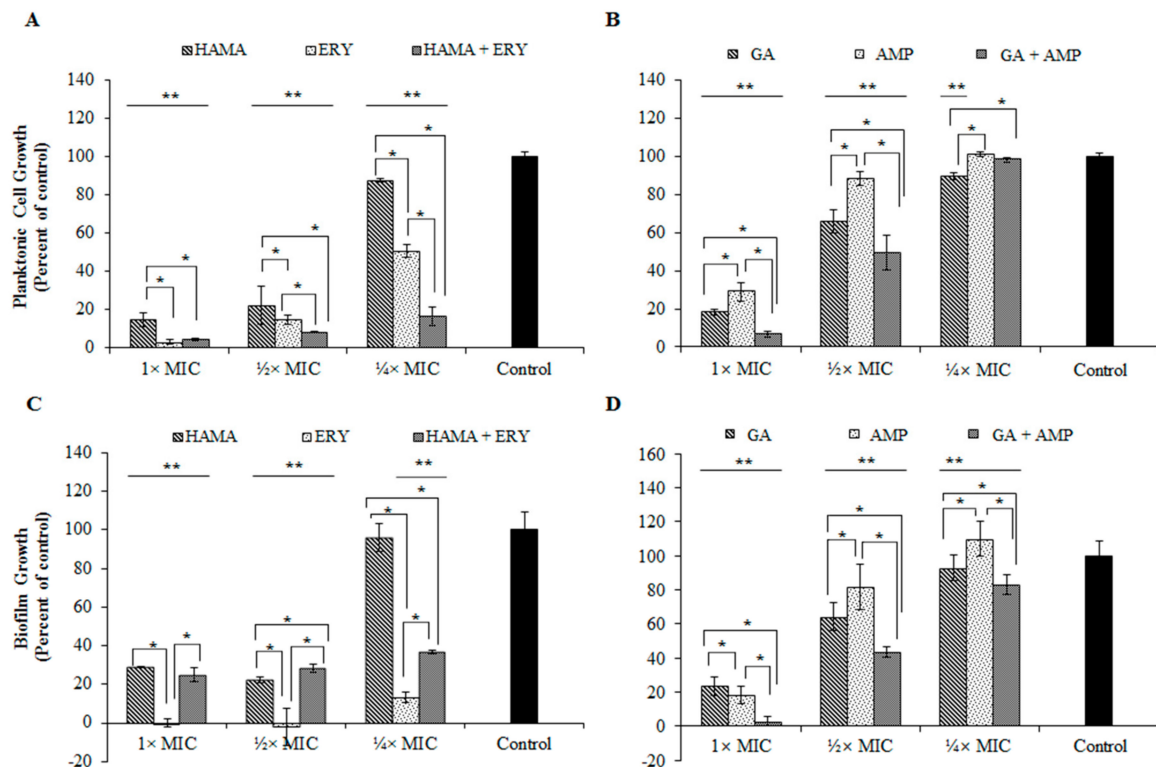 A
HAMA ERY HAMA + ERY
Planktonic Cell Growth
(Percent of control)
140
120
100
80
60
40
20
0
** ** **
* * * * * * * *
1× MIC ½× MIC ¼× MIC Control
B
GA AMP GA + AMP
140
120
100
80
60
40
20
0
** ** **
* * * * * * * *
1× MIC ½× MIC ¼× MIC Control
C
HAMA ERY HAMA + ERY
Biofilm Growth
(Percent of control)
140
120
100
80
60
40
20
0
-20
** ** **
* * * * * * * *
1× MIC ½× MIC ¼× MIC Control
D
GA AMP GA + AMP
160
140
120
100
80
60
40
20
0
-20
** ** **
* * * * * * * * *
1× MIC ½× MIC ¼× MIC Control